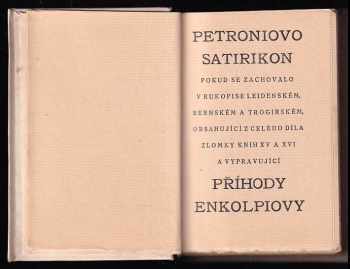 PETRONIOVO
SATIRIKON
POKUD SE ZACHOVALO
V RUKOPISE LEIDENSKÉM,
BERNSKÉM A TROGIRSKÉM,
OBSAHUJÍCÍ Z CELÉHO DÍLA
ZLOMKY KNIH XV A XVI
A VYPRAVUJÍCÍ
PŘÍHODY
ENKOLPIOVY